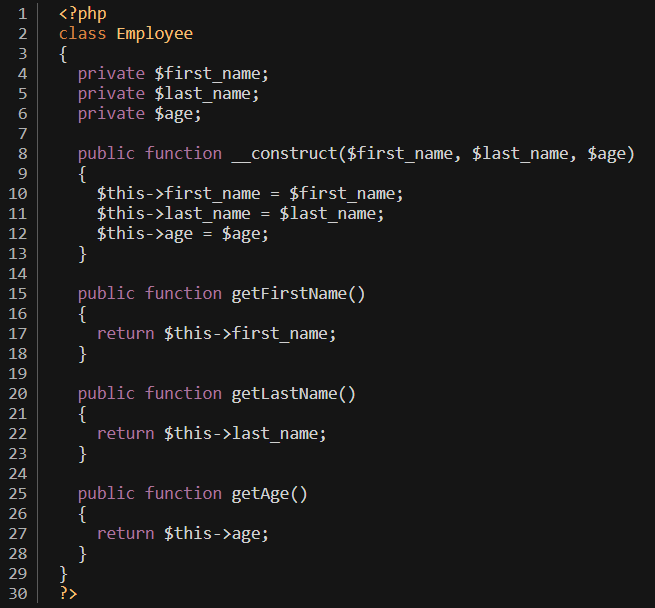 1 <?php
2 class Employee
3 {
4   private $first_name;
5   private $last_name;
6   private $age;
7
8   public function __construct($first_name, $last_name, $age)
9   {
10     $this->first_name = $first_name;
11     $this->last_name = $last_name;
12     $this->age = $age;
13   }
14
15   public function getFirstName()
16   {
17     return $this->first_name;
18   }
19
20   public function getLastName()
21   {
22     return $this->last_name;
23   }
24
25   public function getAge()
26   {
27     return $this->age;
28   }
29 }
30 ?>